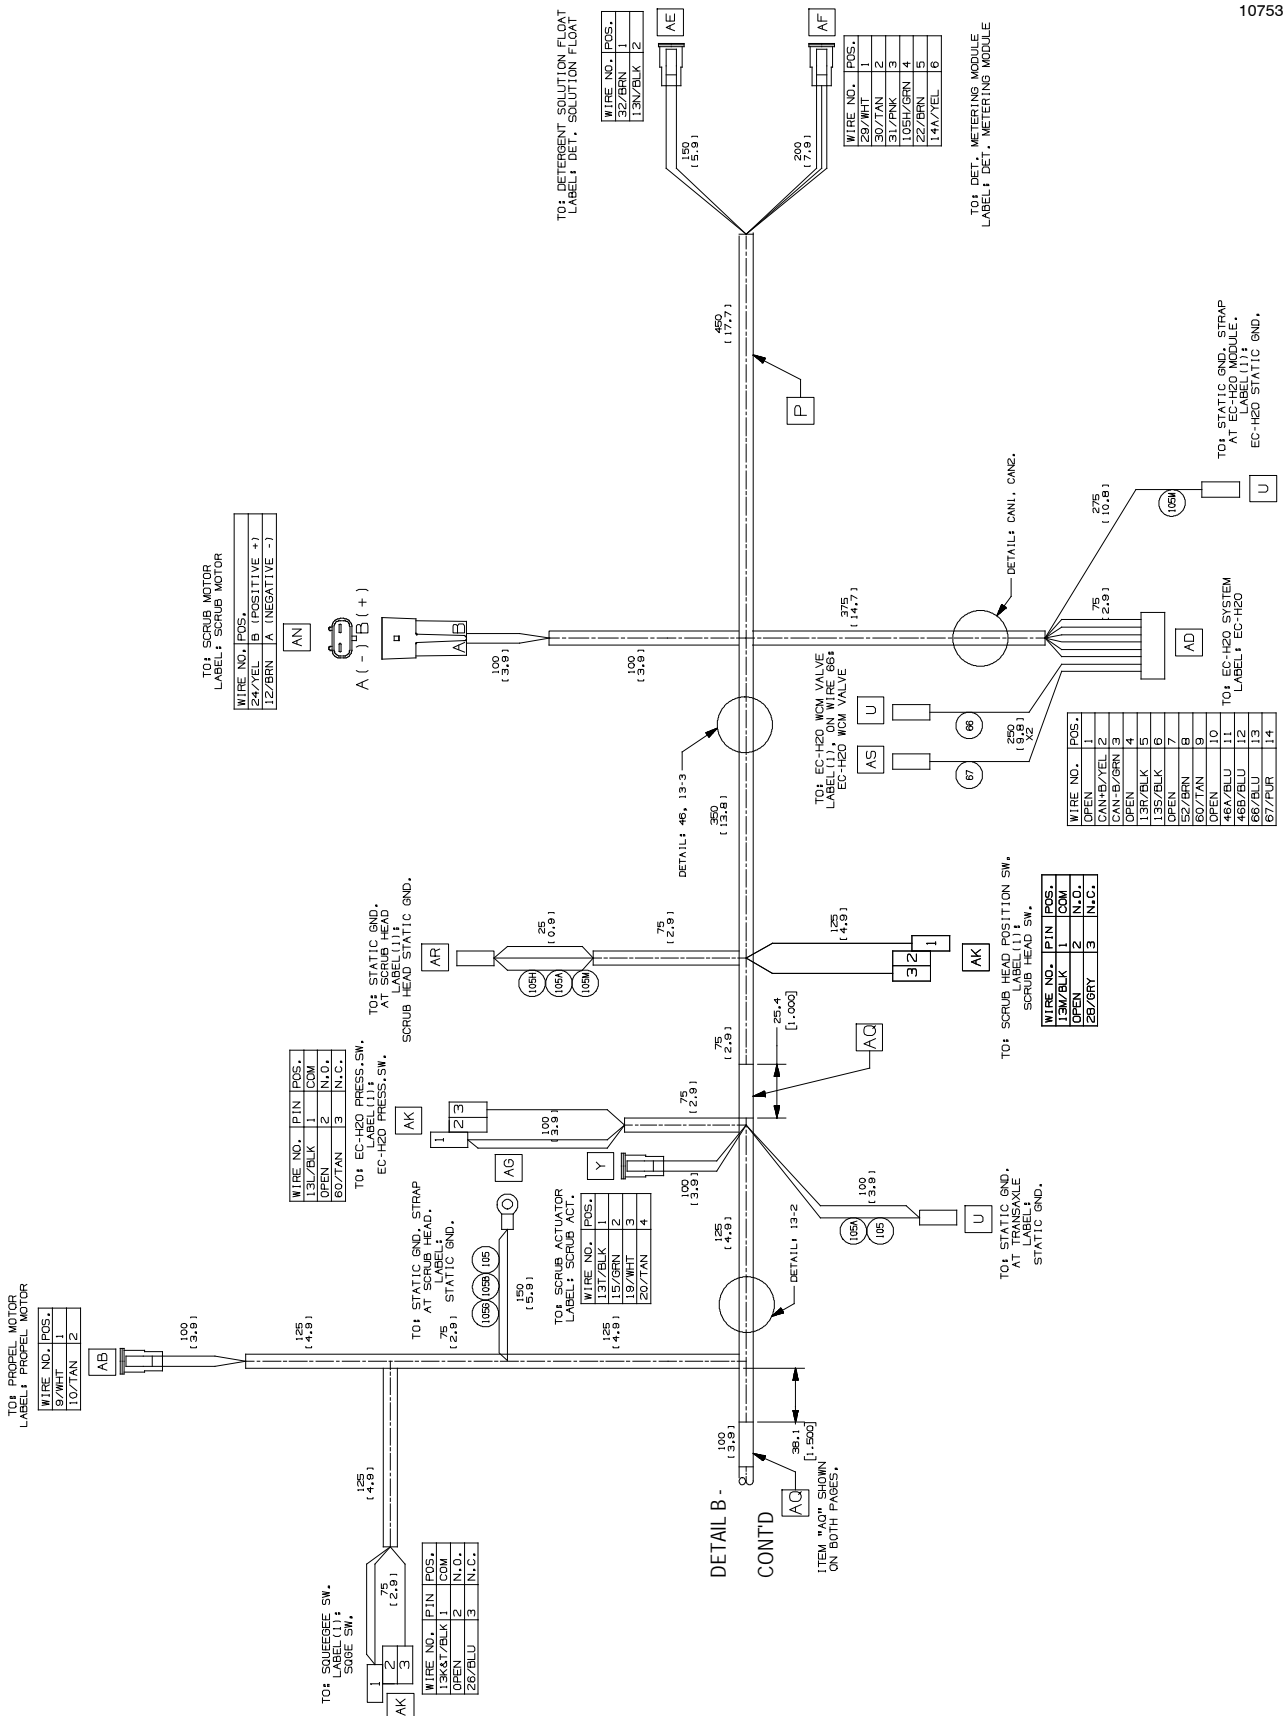 10753
TO: PROPEL MOTOR
LABEL: PROPEL MOTOR
WIRE NO. POS.
9/WHT 1
10/TAN 2
AB
100
[3.9]
125
[4.9]
TO: SQUEEGEE SW.
LABEL(1):
SQGE SW.
1
2
3
AK
75
[2.9]
125
[4.9]
WIRE NO. PIN POS.
13K&T/BLK 1 COM
OPEN 2 N.O.
26/BLU 3 N.C.
TO: STATIC GND. STRAP
AT SCRUB HEAD.
LABEL:
STATIC GND.
75
[2.9]
105G 105B 105
AG
150
[5.9]
125
[4.9]
TO: SCRUB ACTUATOR
LABEL: SCRUB ACT.
WIRE NO. POS.
13T/BLK 1
15/GRN 2
19/WHT 3
20/TAN 4
Y
100
[3.9]
WIRE NO. PIN POS.
13L/BLK 1 COM
OPEN 2 N.O.
60/TAN 3 N.C.
TO: EC-H2O PRESS.SW.
LABEL(1):
EC-H2O PRESS.SW.
AK
1
2 3
100
[3.9]
75
[2.9]
TO: STATIC GND.
AT SCRUB HEAD
LABEL(1):
SCRUB HEAD STATIC GND.
AR
25
[0.9]
105H 105A 105M
75
[2.9]
TO: SCRUB MOTOR
LABEL: SCRUB MOTOR
WIRE NO. POS.
24/YEL B (POSITIVE +)
12/BRN A (NEGATIVE -)
AN
A(-) B(+)
A B
100
[3.9]
100
[3.9]
TO: DETERGENT SOLUTION FLOAT
LABEL: DET. SOLUTION FLOAT
WIRE NO. POS.
32/BRN 1
13N/BLK 2
AE
150
[5.9]
AF
WIRE NO. POS.
29/WHT 1
30/TAN 2
31/PNK 3
105H/GRN 4
22/BRN 5
14A/YEL 6
200
[7.9]
TO: DET. METERING MODULE
LABEL: DET. METERING MODULE
450
[17.7]
P
DETAIL: 46, 13-3
350
[13.8]
375
[14.7]
DETAIL: CAN1, CAN2.
275
[10.8]
105M
TO: STATIC GND. STRAP
AT EC-H2O MODULE.
LABEL(1):
EC-H2O STATIC GND.
U
75
[2.9]
AD
TO: EC-H2O SYSTEM
LABEL: EC-H2O
TO: EC-H2O WCM VALVE
LABEL(1), ON WIRE 66:
EC-H2O WCM VALVE
AS
U
67
66
250
[9.8]
X2
WIRE NO. POS.
OPEN 1
CAN+B/YEL 2
CAN-B/GRN 3
OPEN 4
13R/BLK 5
13S/BLK 6
OPEN 7
52/BRN 8
60/TAN 9
OPEN 10
46A/BLU 11
46B/BLU 12
66/BLU 13
67/PUR 14
125
[4.9]
3 2
1
AK
TO: SCRUB HEAD POSITION SW.
LABEL(1):
SCRUB HEAD SW.
WIRE NO. PIN POS.
13M/BLK 1 COM
OPEN 2 N.O.
28/GRY 3 N.C.
75
[2.9]
25.4
[1.000]
AQ
125
[4.9]
DETAIL: 13-2
100
[3.9]
105A 105
U
TO: STATIC GND.
AT TRANSAXLE
LABEL:
STATIC GND.
100
[3.9]
38.1
[1.500]
DETAIL B -
CONT'D
AQ
ITEM "AQ" SHOWN
ON BOTH PAGES.